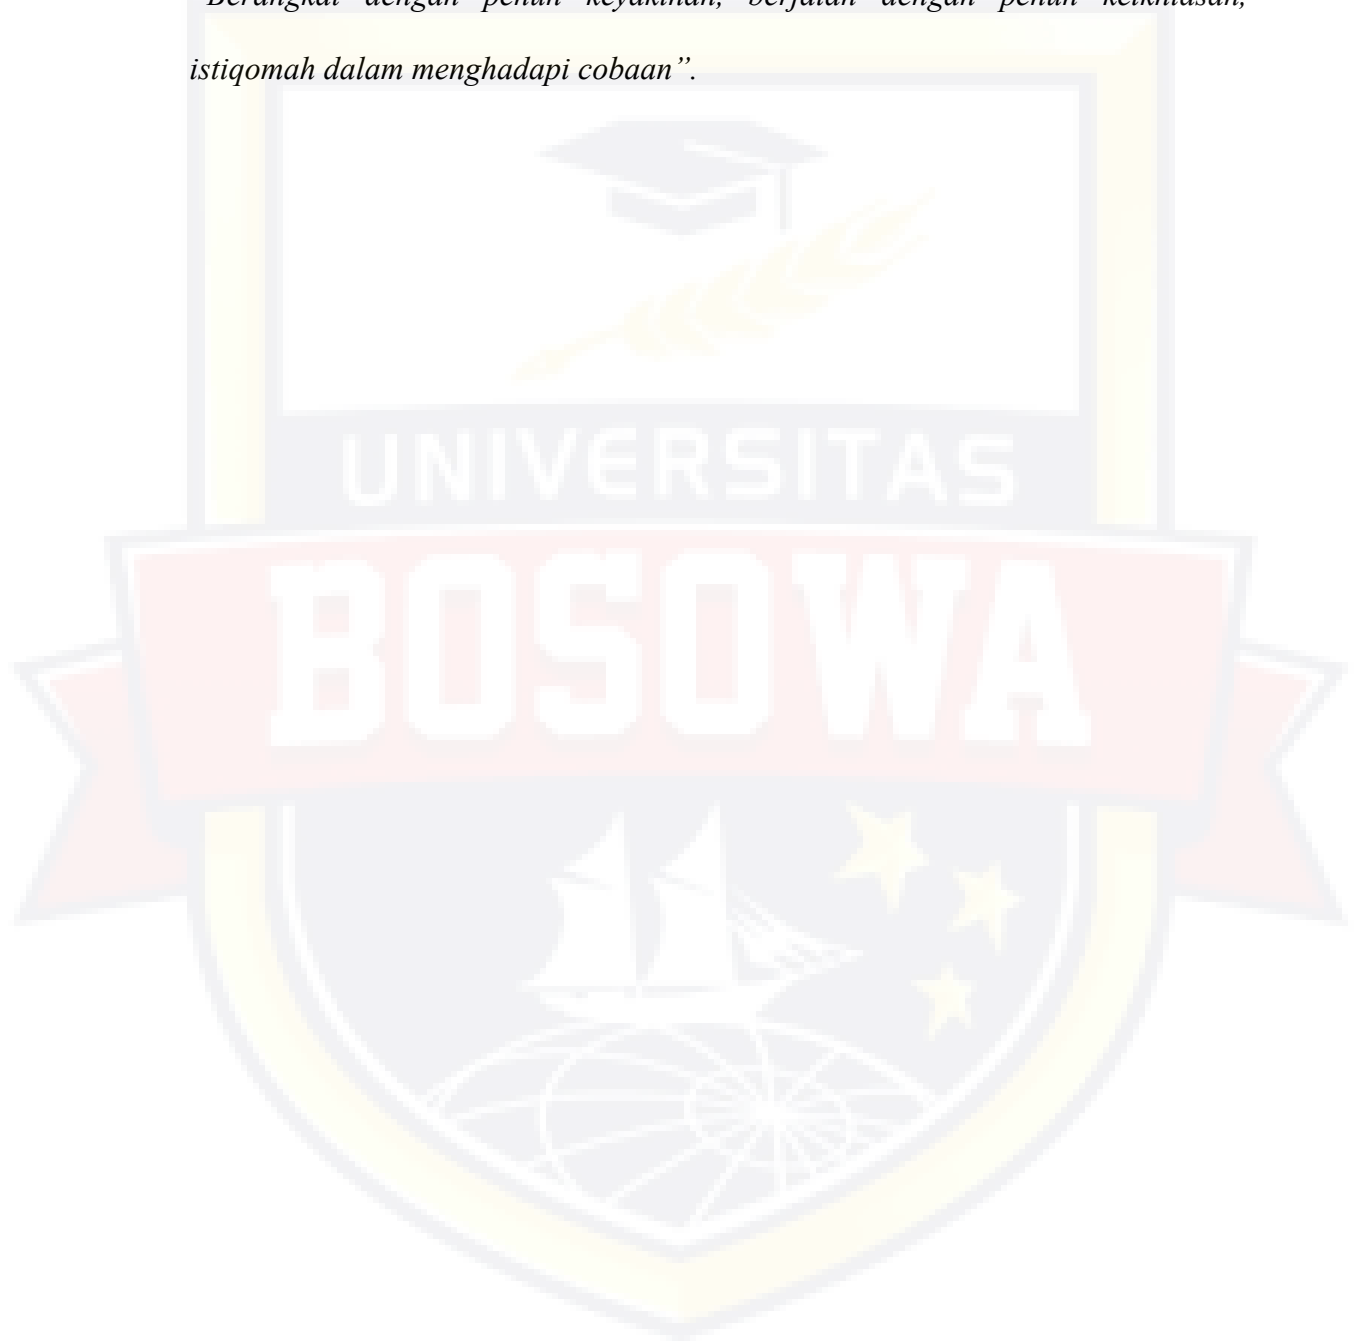 Berangkat dengan penuh keyakinan, berjalan dengan penuh keikhlasan,
istiqomah dalam menghadapi cobaan”.
UNIVERSITAS
BOSOWA